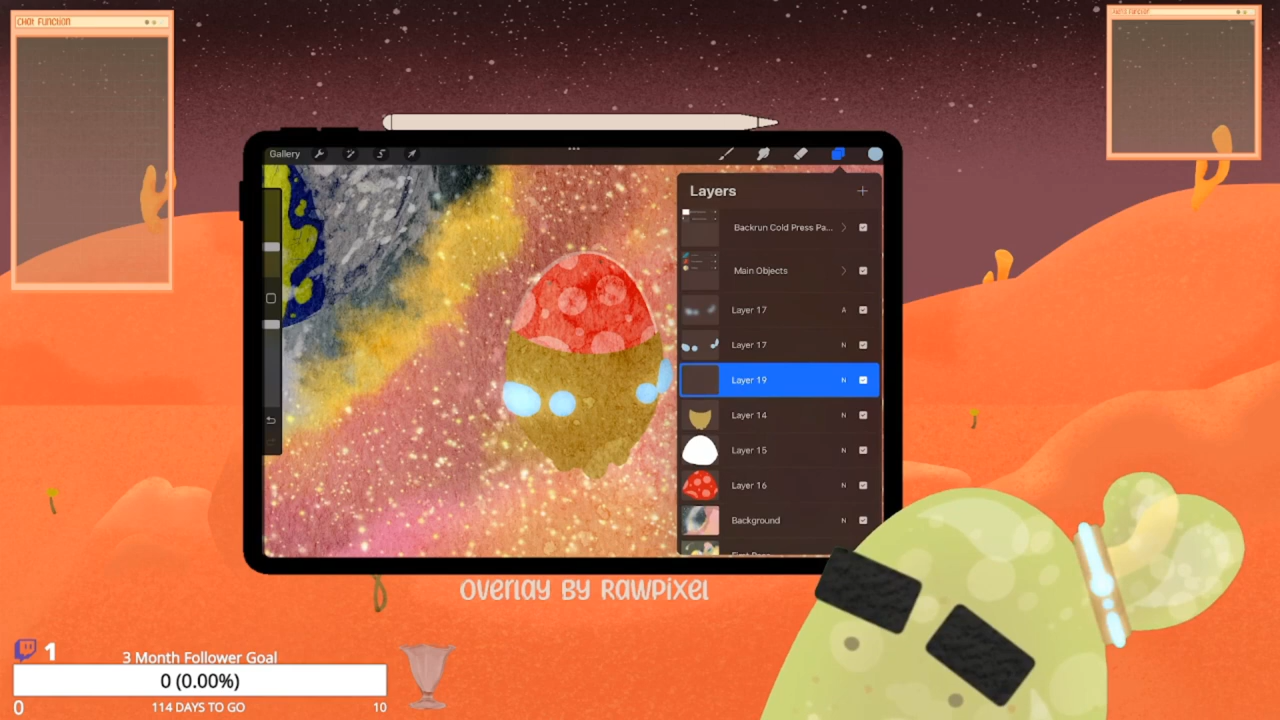 Chat Function
Gallery
Layers
Backrun Cold Press Pa...
Main Objects
Layer 17
A
Layer 17
N
Layer 19
N
Layer 14
N
Layer 15
N
Layer 16
N
Background
N
Overlay by Rawpixel
1
3 Month Follower Goal
0 (0.00%)
0
114 DAYS TO GO
10